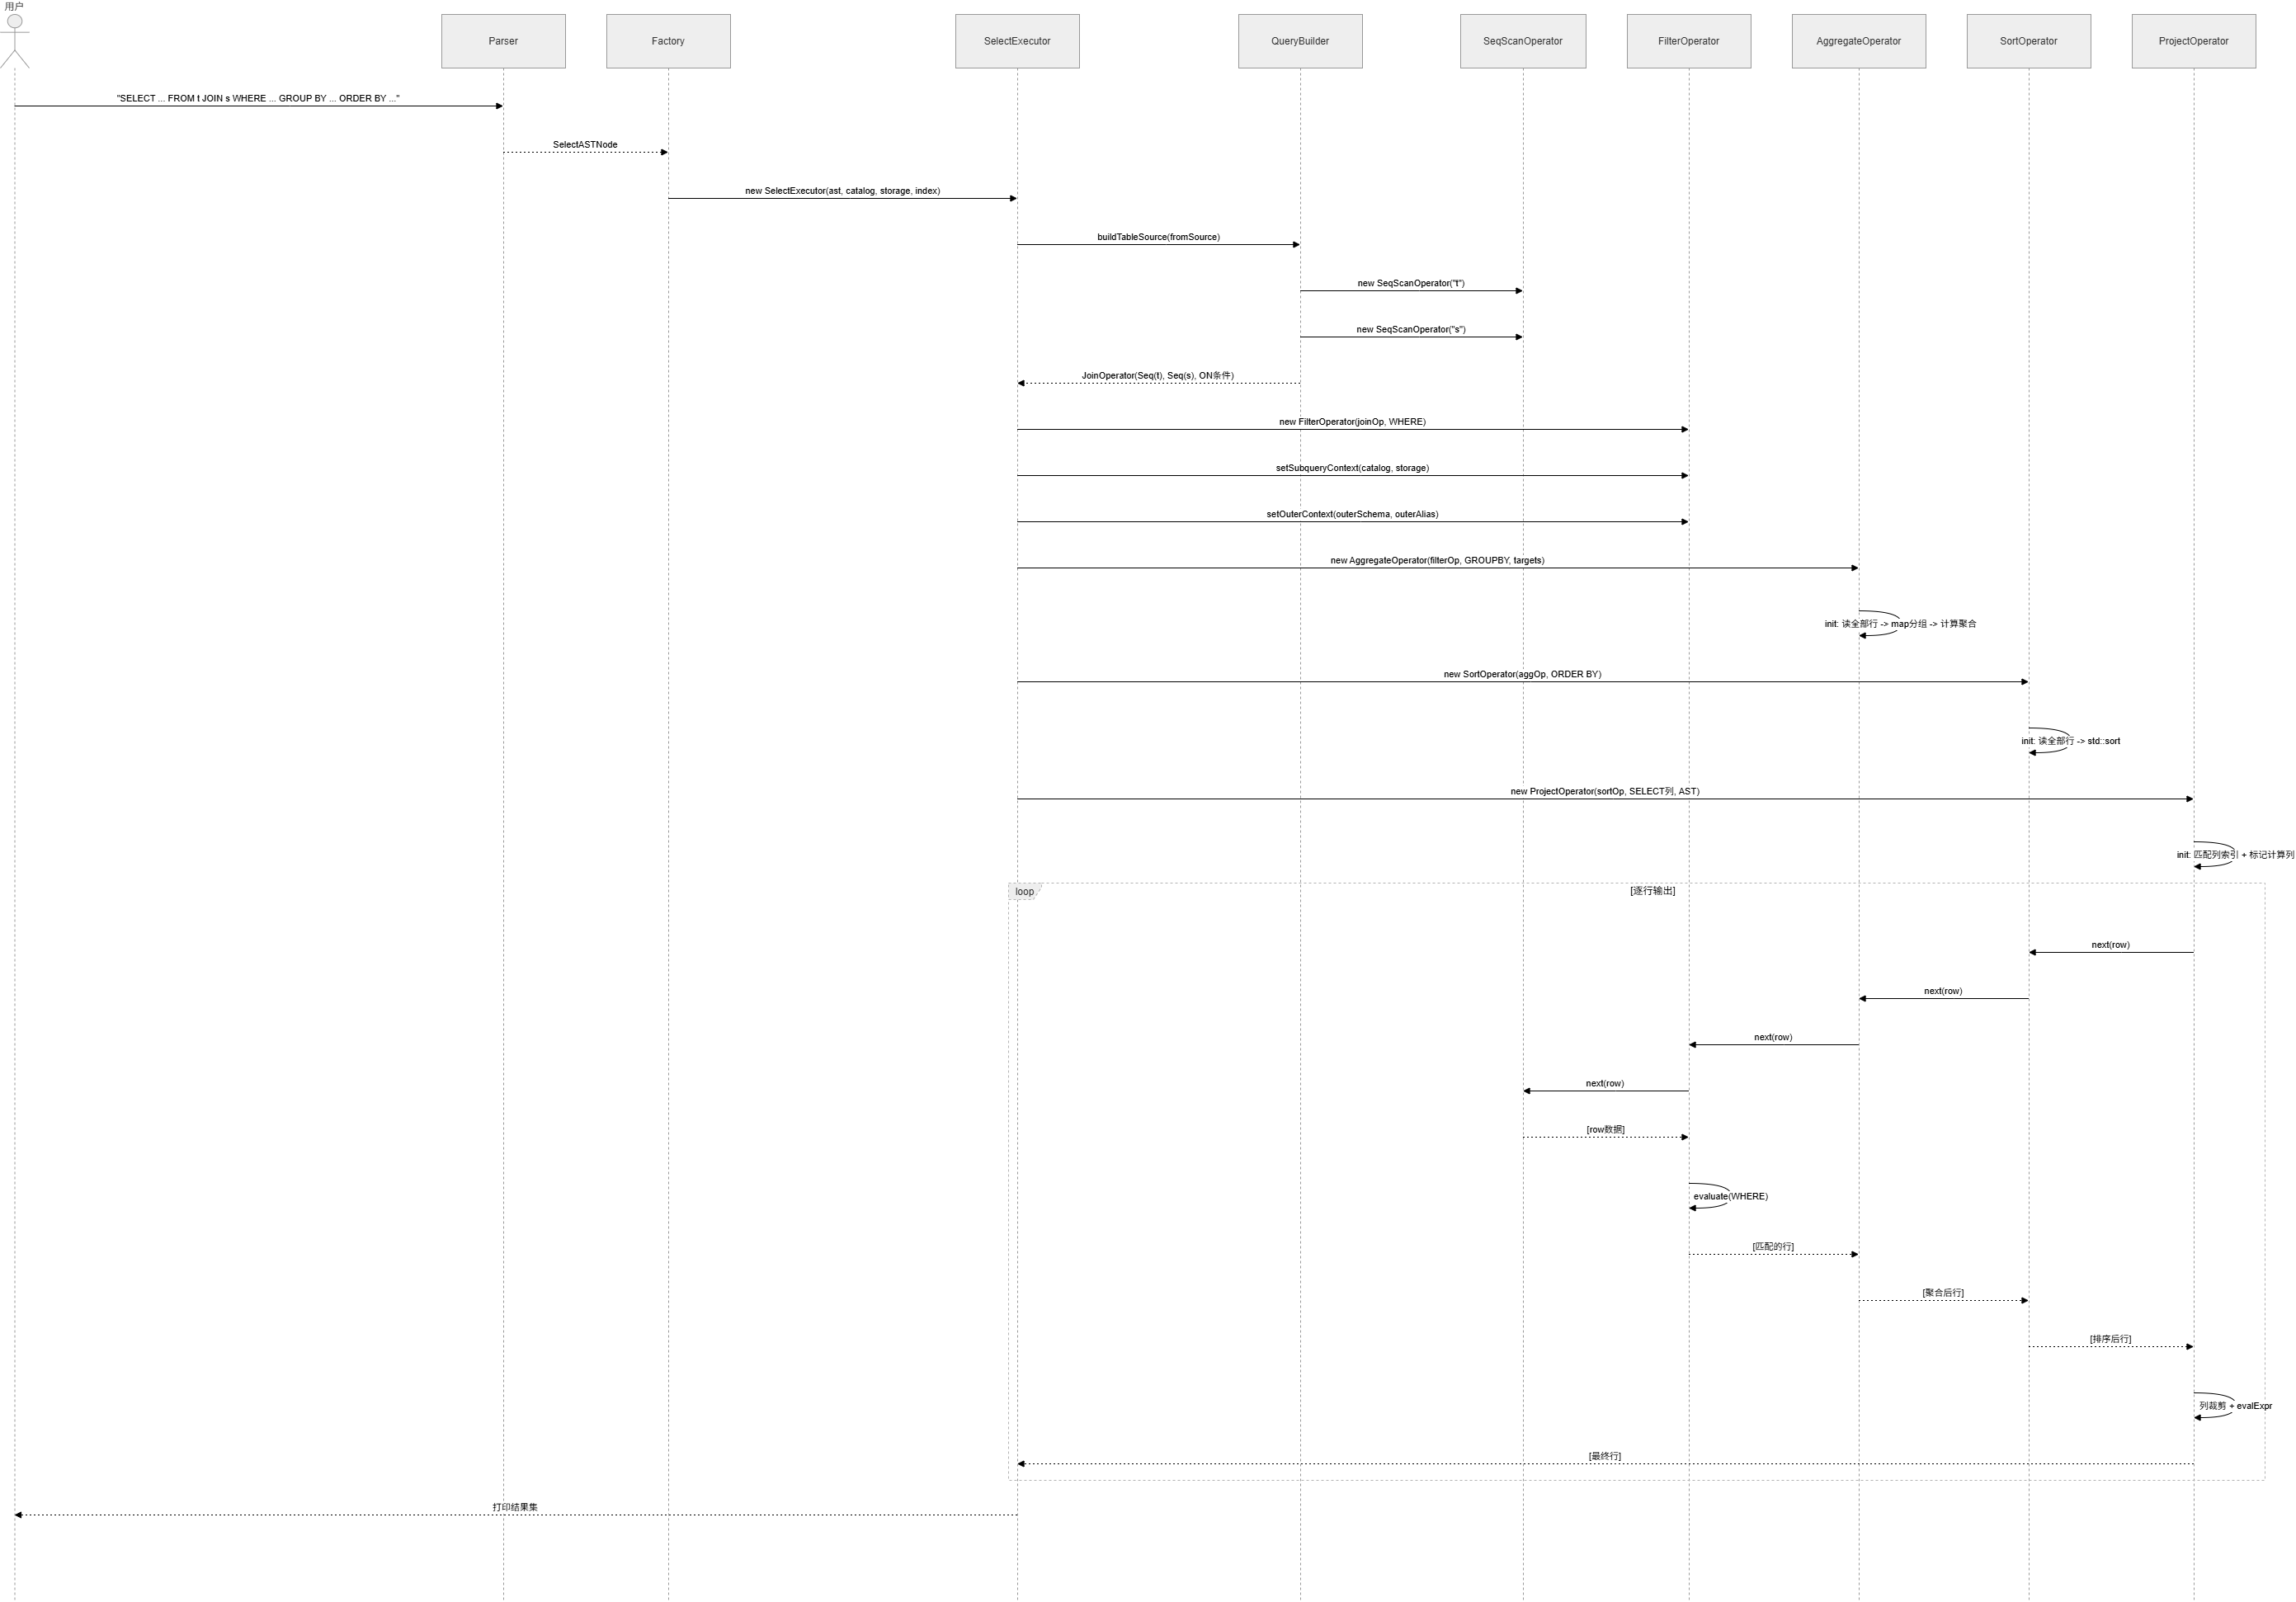 用户
Parser
Factory
SelectExecutor
QueryBuilder
SeqScanOperator
FilterOperator
AggregateOperator
SortOperator
ProjectOperator
"SELECT ... FROM t JOIN s WHERE ... GROUP BY ... ORDER BY ..."
SelectASTNode
new SelectExecutor(ast, catalog, storage, index)
buildTableSource(fromSource)
new SeqScanOperator("t")
new SeqScanOperator("s")
JoinOperator(Seq(t), Seq(s), ON条件)
new FilterOperator(joinOp, WHERE)
setSubqueryContext(catalog, storage)
setOuterContext(outerSchema, outerAlias)
new AggregateOperator(filterOp, GROUPBY, targets)
init: 读全部行 -> map分组 -> 计算聚合
new SortOperator(aggOp, ORDER BY)
init: 读全部行 -> std::sort
new ProjectOperator(sortOp, SELECT列, AST)
init: 匹配列索引 + 标记计算列
loop
[逐行输出]
next(row)
next(row)
next(row)
next(row)
[row数据]
evaluate(WHERE)
[匹配的行]
[聚合后行]
[排序后行]
列裁剪 + evalExpr
[最终行]
打印结果集